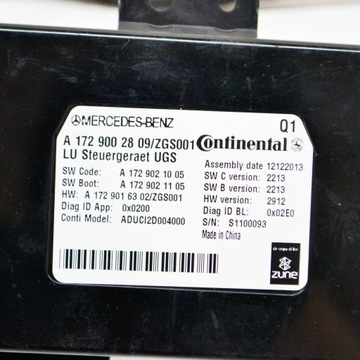 MERCEDES-BENZ Q1
A 172 900 28 09/ZGS001 Continental
LU Steuergeraet UGS Assembly date 12122013
SW Code: A 172 902 10 05 SW C version: 2213
SW Boot: A 172 902 11 05 SW B version: 2213
HW: A 172 901 63 02/ZGS001 HW version: 2912
Diag ID App: 0x0200 Diag ID BL: 0x02E0
Conti Model: ADUCI2D004000 S/N: S1100093
Made in China
zune